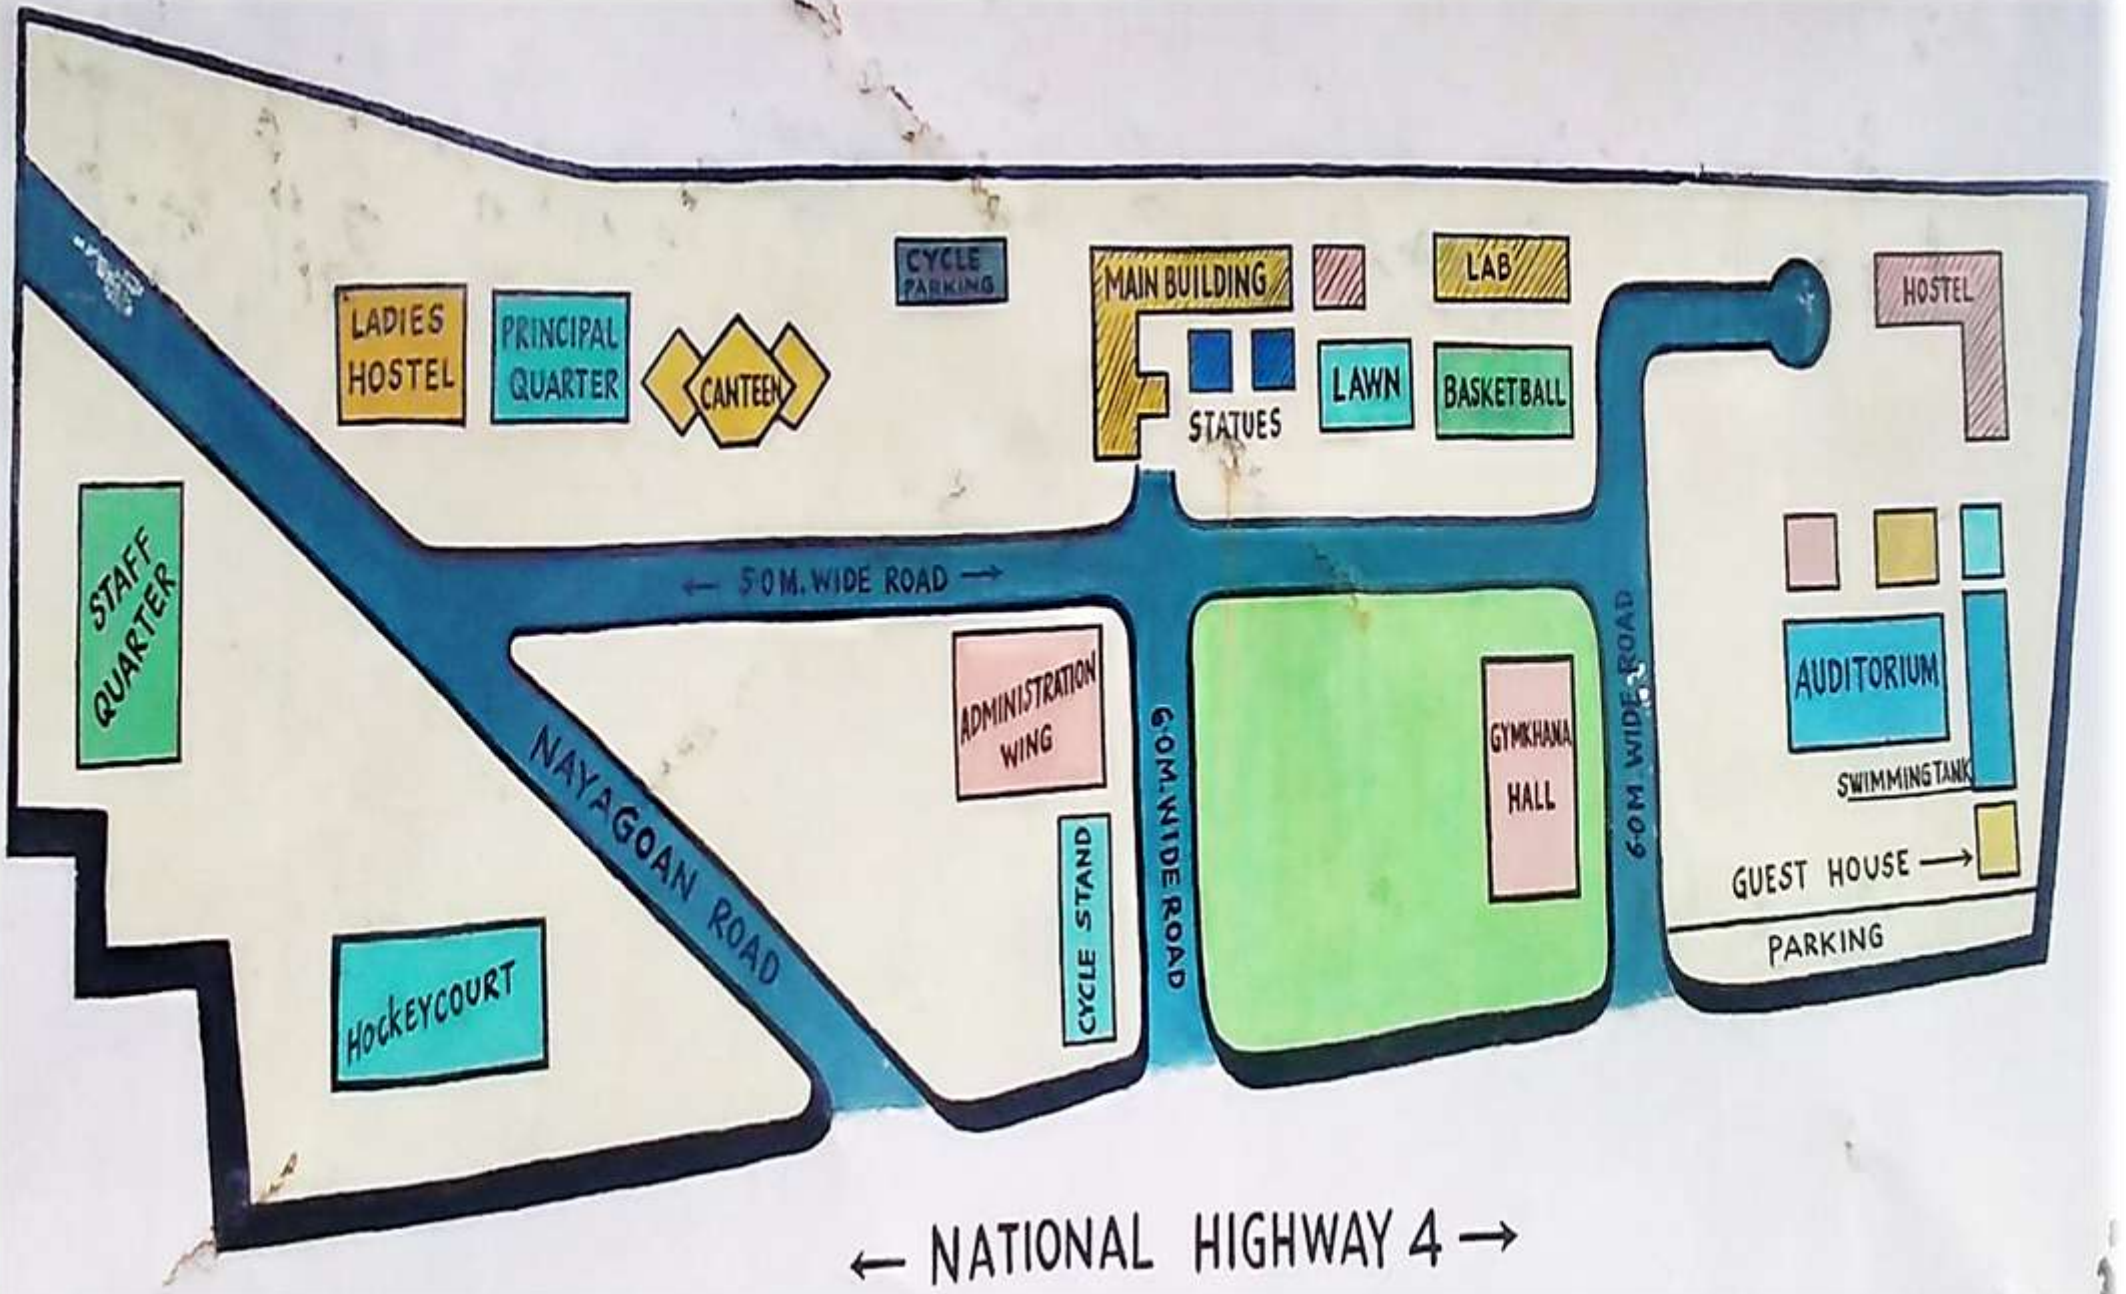 CYCLE
PARKING
MAIN BUILDING
LAB
HOSTEL
LADIES
HOSTEL
PRINCIPAL
QUARTER
CANTEEN
STATUES
LAWN
BASKETBALL
STAFF
QUARTER
← 50M. WIDE ROAD →
ADMINISTRATION
WING
GYMKHANA
HALL
AUDITORIUM
SWIMMING TANK
GUEST HOUSE →
PARKING
NAYAGOAN ROAD
CYCLE STAND
6·0M. WIDE ROAD
6·0M. WIDE ROAD
HOCKEYCOURT
← NATIONAL HIGHWAY 4 →